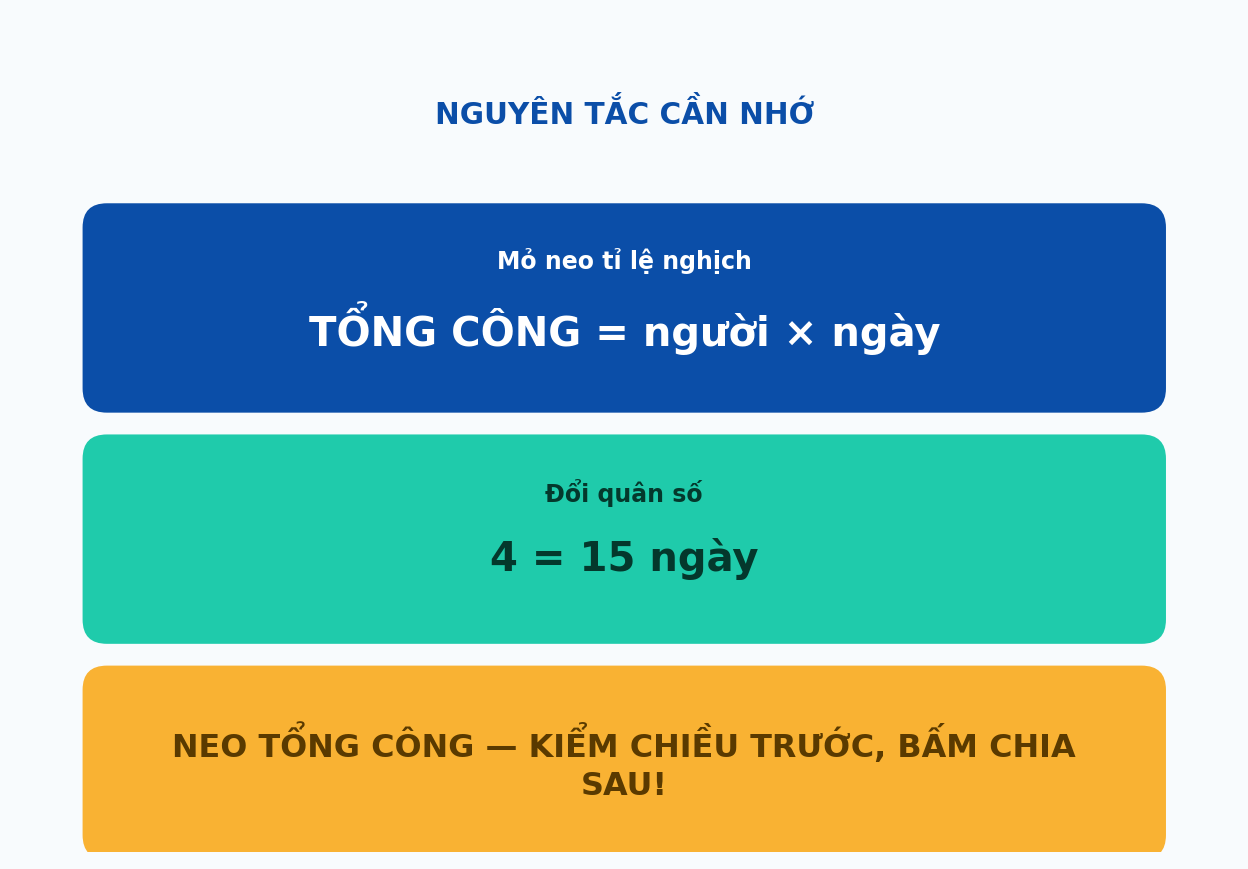 NGUYÊN TẮC CẦN NHỚ
Mỏ neo tỉ lệ nghịch
TỔNG CÔNG = người × ngày
Đổi quân số
4 = 15 ngày
NEO TỔNG CÔNG — KIỂM CHIỀU TRƯỚC, BẤM CHIA
SAU!